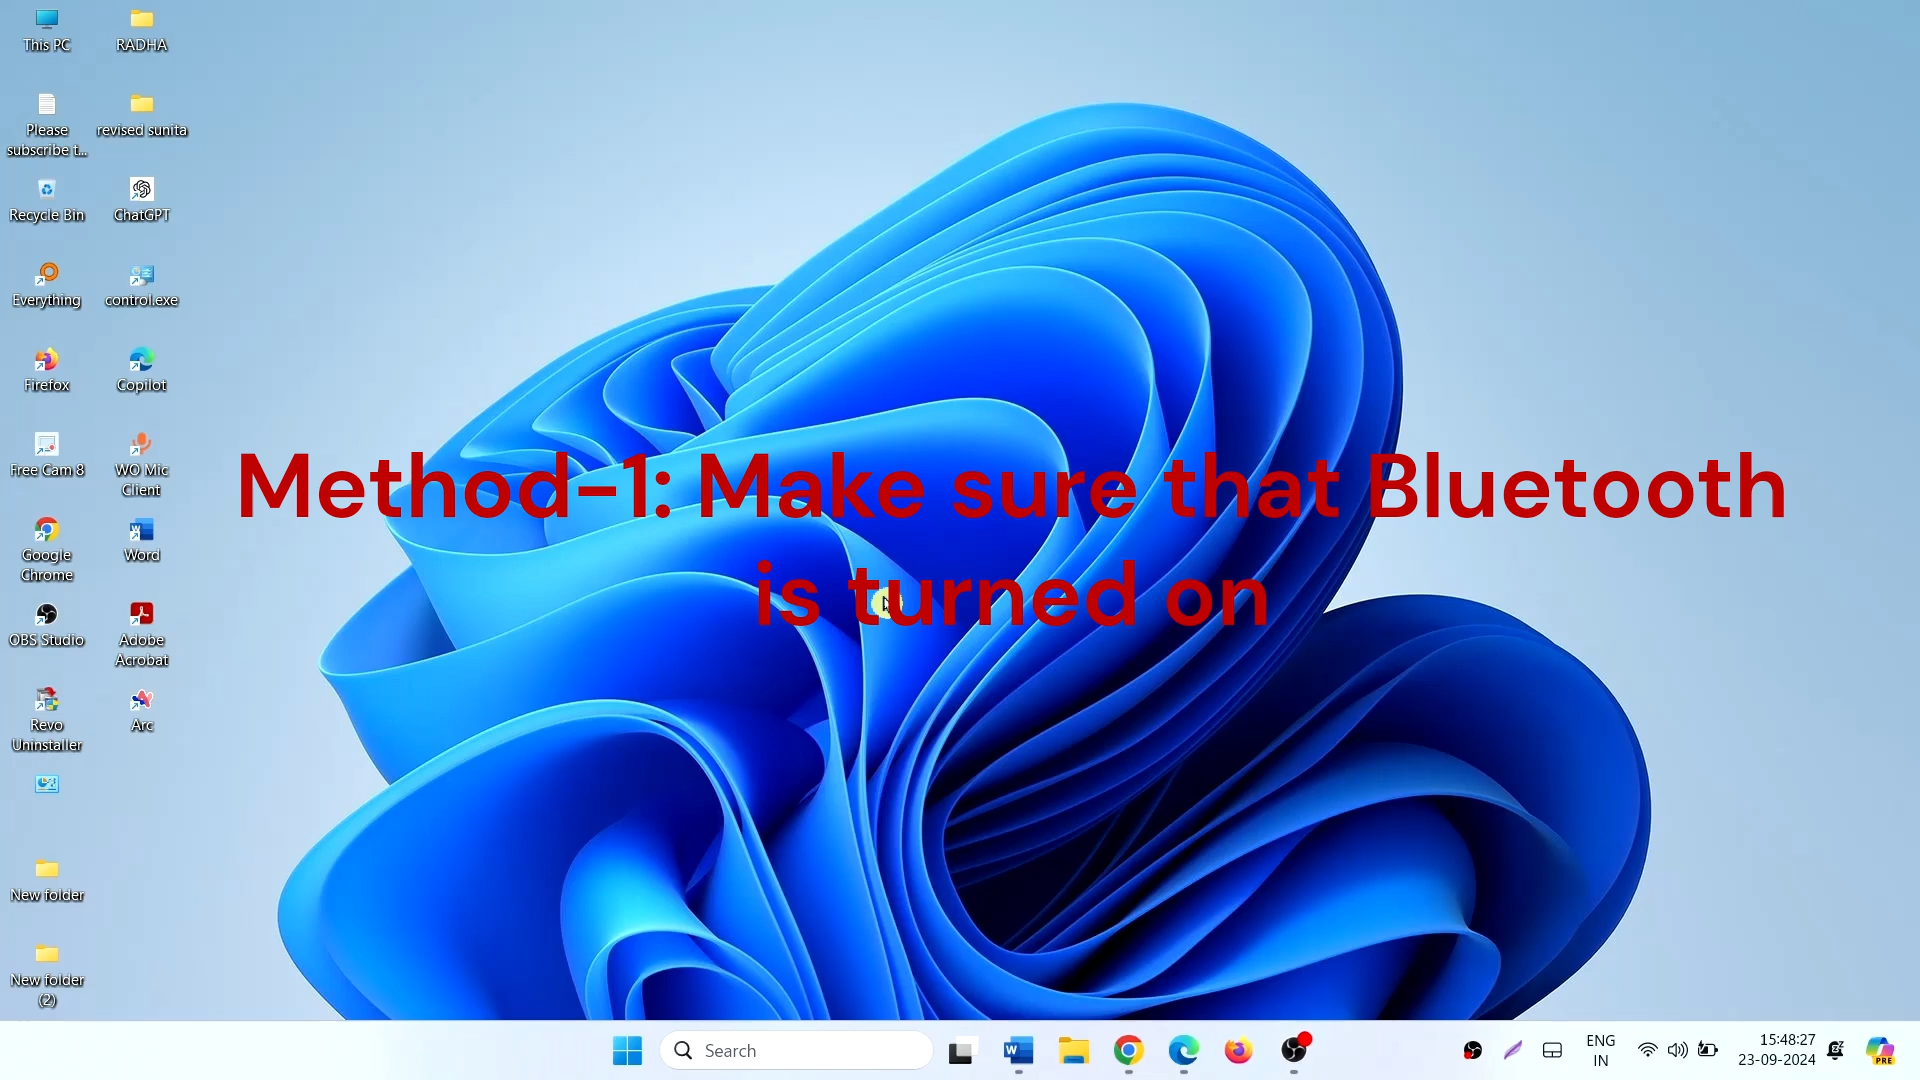 This PC
RADHA
Please
subscribe t...
revised sunita
Recycle Bin
ChatGPT
Everything
control.exe
Firefox
Copilot
Free Cam 8
WO Mic
Client
Google
Chrome
Word
OBS Studio
Adobe
Acrobat
Revo
Uninstaller
Arc
New folder
New folder
(2)
Method-1: Make sure that Bluetooth
is turned on
Search
ENG
IN
15:48:27
23-09-2024
PRE